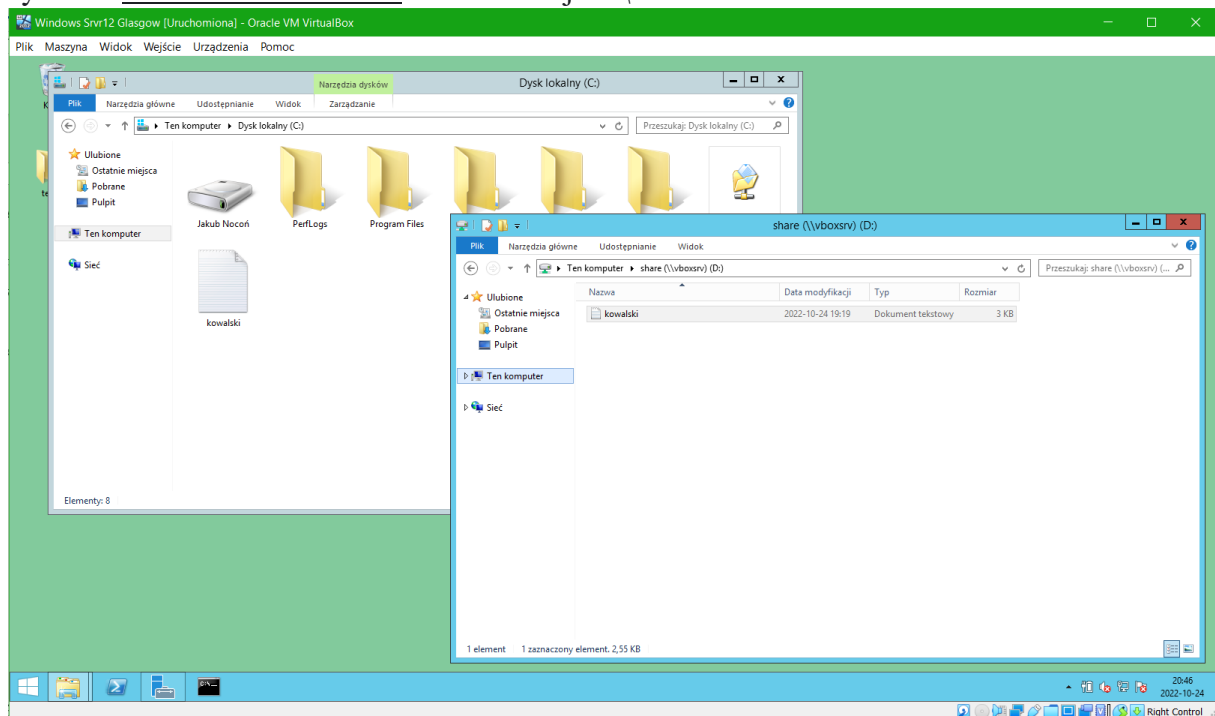 Windows Srvr12 Glasgow [Uruchomiona] - Oracle VM VirtualBox
Plik Maszyna Widok Wejście Urządzenia Pomoc
Narzędzia dysków
Dysk lokalny (C:)
Plik Narzędzia główne Udostępnianie Widok Zarządzanie
Ten komputer Dysk lokalny (C:)
Przeszukaj: Dysk lokalny (C:)
Ulubione
Ostatnie miejsca
Pobrane
Pulpit
Ten komputer
Sieć
Jakub Nocoń
PerfLogs
Program Files
kowalski
Elementy: 8
share (\\vboxsrv) (D:)
Plik Narzędzia główne Udostępnianie Widok
Ten komputer share (\\vboxsrv) (D:)
Przeszukaj: share (\\vboxsrv) (...
Ulubione
Ostatnie miejsca
Pobrane
Pulpit
Ten komputer
Sieć
Nazwa Data modyfikacji Typ Rozmiar
kowalski 2022-10-24 19:19 Dokument tekstowy 3 KB
1 element 1 zaznaczony element. 2,55 KB
20:46
2022-10-24
Right Control